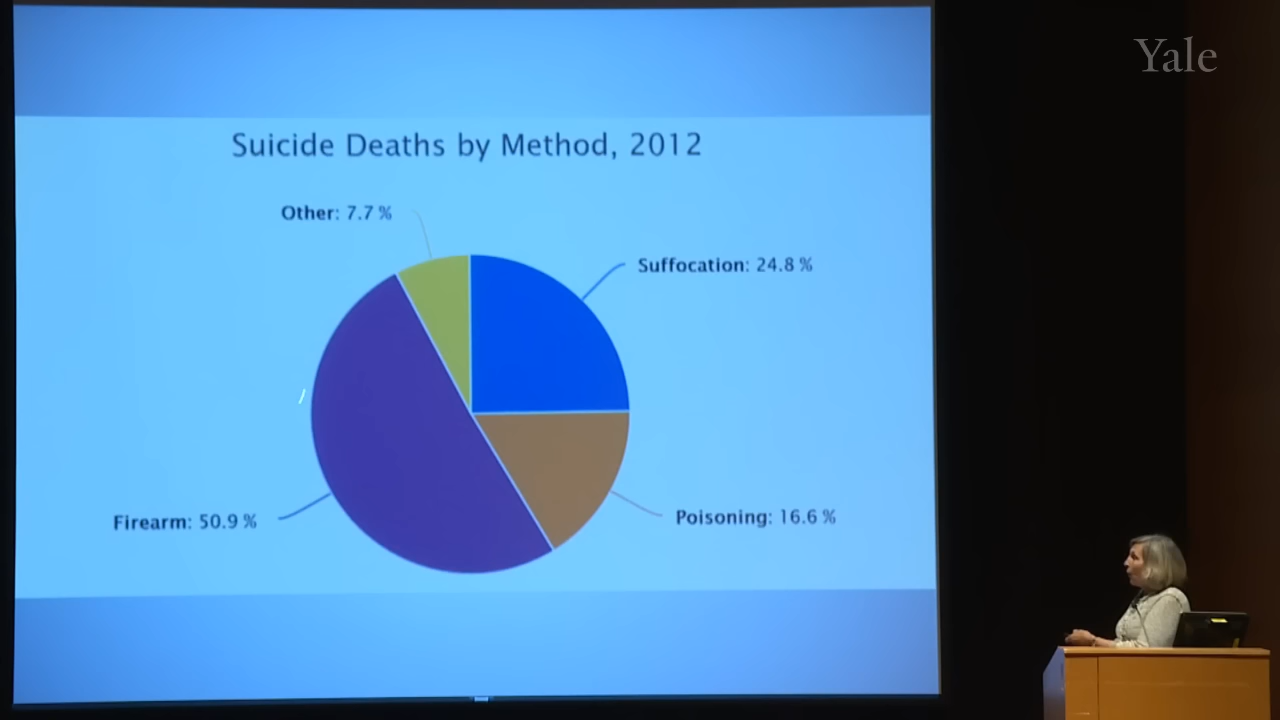 Yale
Suicide Deaths by Method, 2012
Other: 7.7 %
Suffocation: 24.8 %
Firearm: 50.9 %
Poisoning: 16.6 %